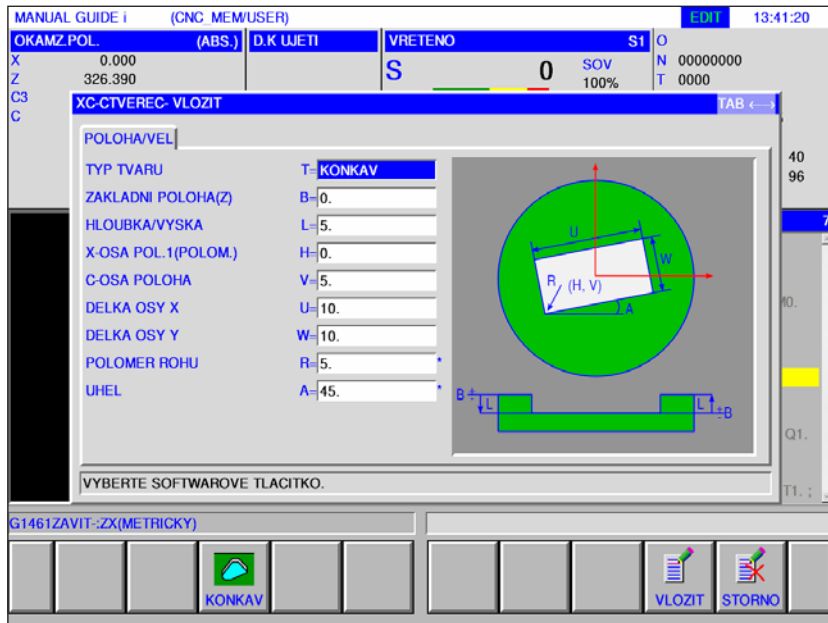 MANUAL GUIDE i (CNC_MEM/USER) EDIT 13:41:20
OKAMZ.POL. (ABS.) D.K UJETI VRETENO S1 O
X 0.000 S 0 SOV N 00000000
Z 326.390 100% T 0000
C3
C
XC-CTVEREC- VLOZIT TAB ←→
POLOHA/VEL
TYP TVARU T= KONKAV
ZAKLADNI POLOHA(Z) B= 0.
HLOUBKA/VYSKA L= 5.
X-OSA POL.1(POLOM.) H= 0.
C-OSA POLOHA V= 5.
DELKA OSY X U= 10.
DELKA OSY Y W= 10.
POLOMER ROHU R= 5. *
UHEL A= 45. *
U
W
R (H, V)
A
B ± L L ±B
VYBERTE SOFTWAROVE TLACITKO.
40
96
7
M0.
Q1.
T1. ;
G1461ZAVIT-:ZX(METRICKY)
KONKAV VLOZIT STORNO